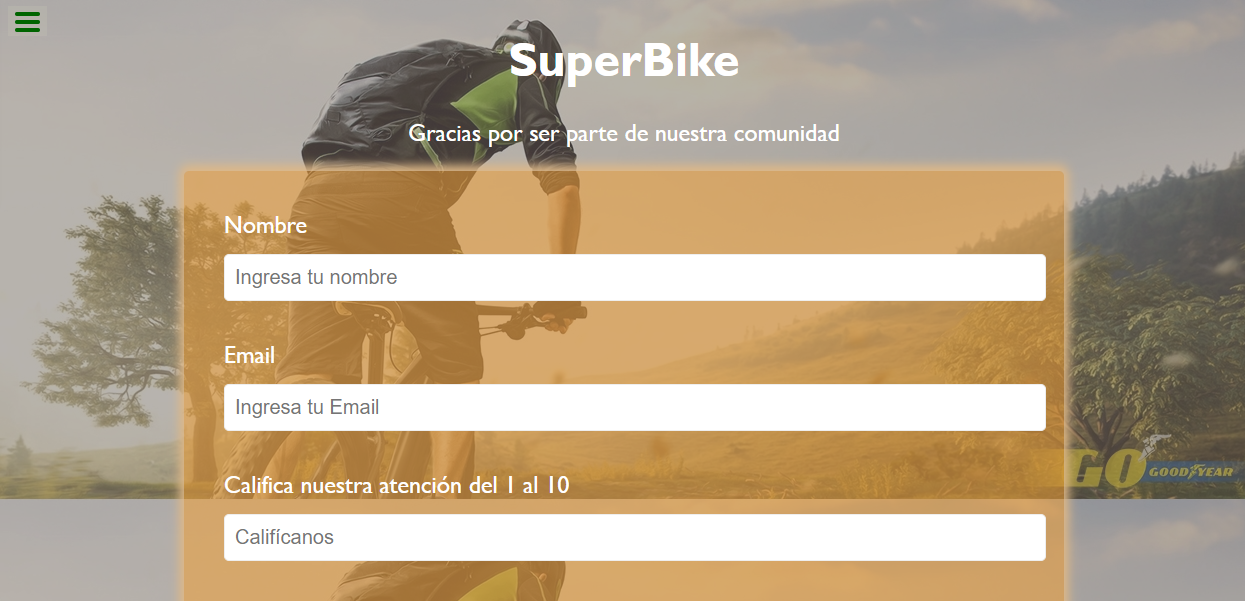 SuperBike
Gracias por ser parte de nuestra comunidad
Nombre
Ingresa tu nombre
Email
Ingresa tu Email
GO GOODYEAR
Califica nuestra atención del 1 al 10
Califícanos